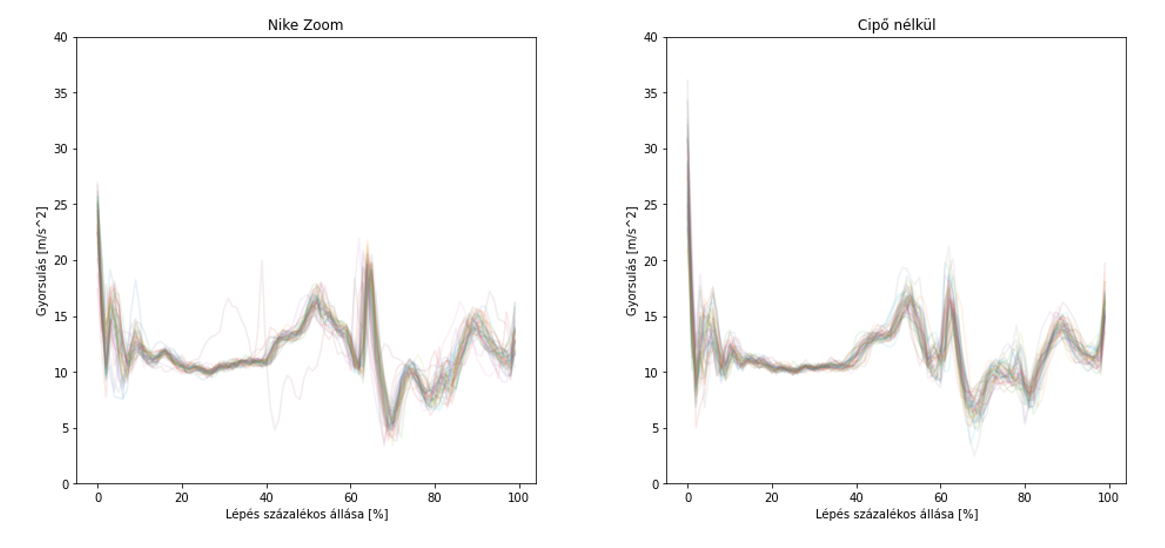 Nike Zoom
40
35
30
25
20
15
10
5
0
Gyorsulás [m/s^2]
0 20 40 60 80 100
Lépés százalékos állása [%]
Cipő nélkül
40
35
30
25
20
15
10
5
0
Gyorsulás [m/s^2]
0 20 40 60 80 100
Lépés százalékos állása [%]